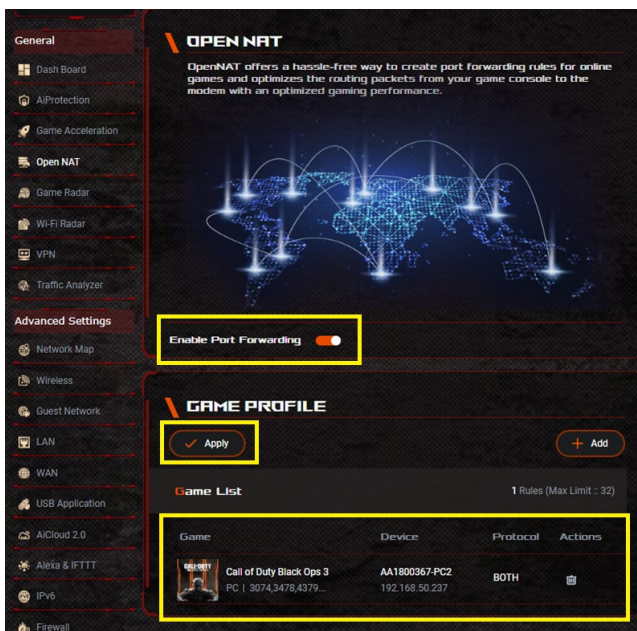 General
Dash Board
AiProtection
Game Acceleration
Open NAT
Game Radar
Wi-Fi Radar
VPN
Traffic Analyzer
Advanced Settings
Network Map
Wireless
Guest Network
LAN
WAN
USB Application
AiCloud 2.0
Alexa & IFTTT
IPv6
Firewall
OPEN NAT
OpenNAT offers a hassle-free way to create port forwarding rules for online
games and optimizes the routing packets from your game console to the
modem with an optimized gaming performance.
Enable Port Forwarding
GAME PROFILE
Apply
+ Add
Game List
1 Rules (Max Limit :: 32)
Game Device Protocol Actions
CALL OF DUTY
Call of Duty Black Ops 3 AA1800367-PC2 BOTH
PC | 3074,3478,4379... 192.168.50.237